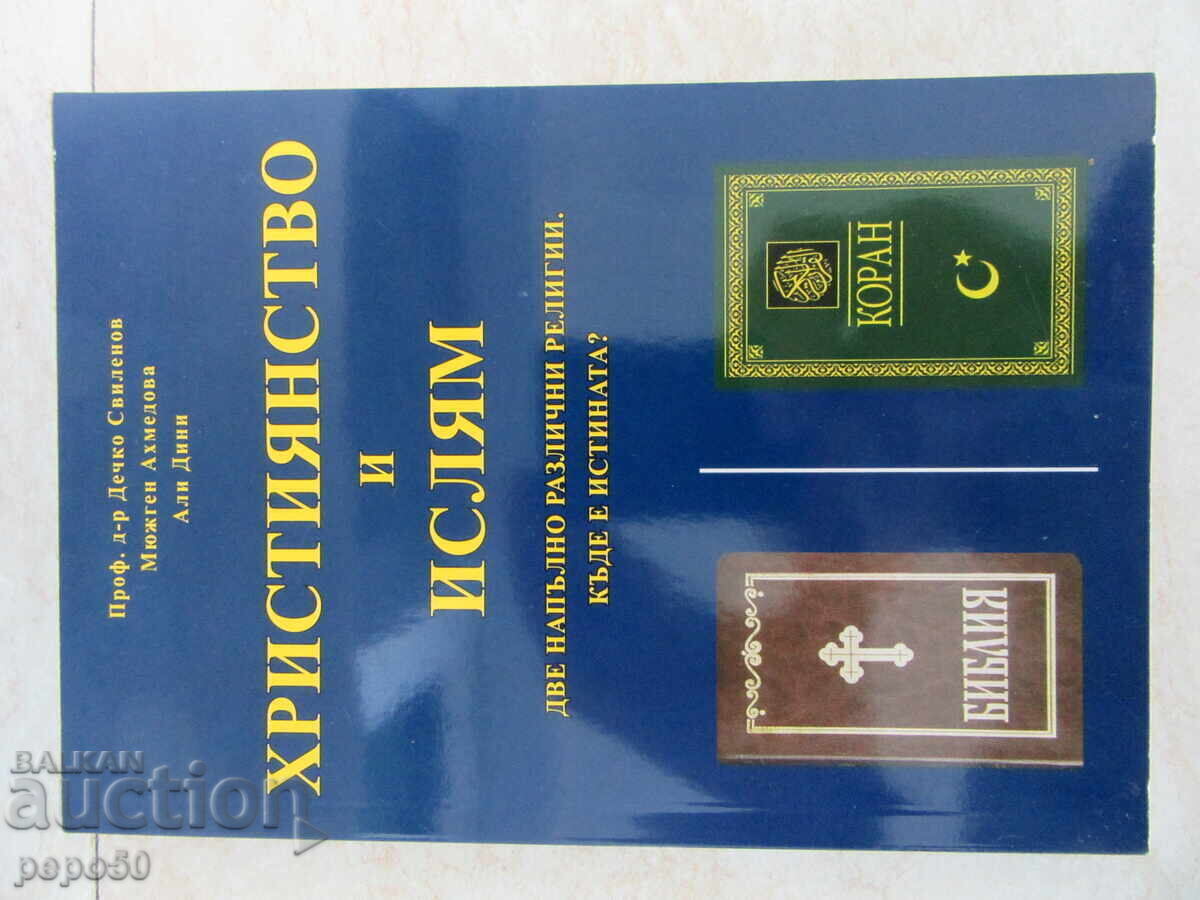 Проф. д-р Дечко Свиленов
Мюжген Ахмедова
Али Дини
ХРИСТИЯНСТВО
И
ИСЛЯМ
ДВЕ НАПЪЛНО РАЗЛИЧНИ РЕЛИГИИ.
КЪДЕ Е ИСТИНАТА?
БИБЛИЯ
КОРАН
BALKAN
auction
pepo50